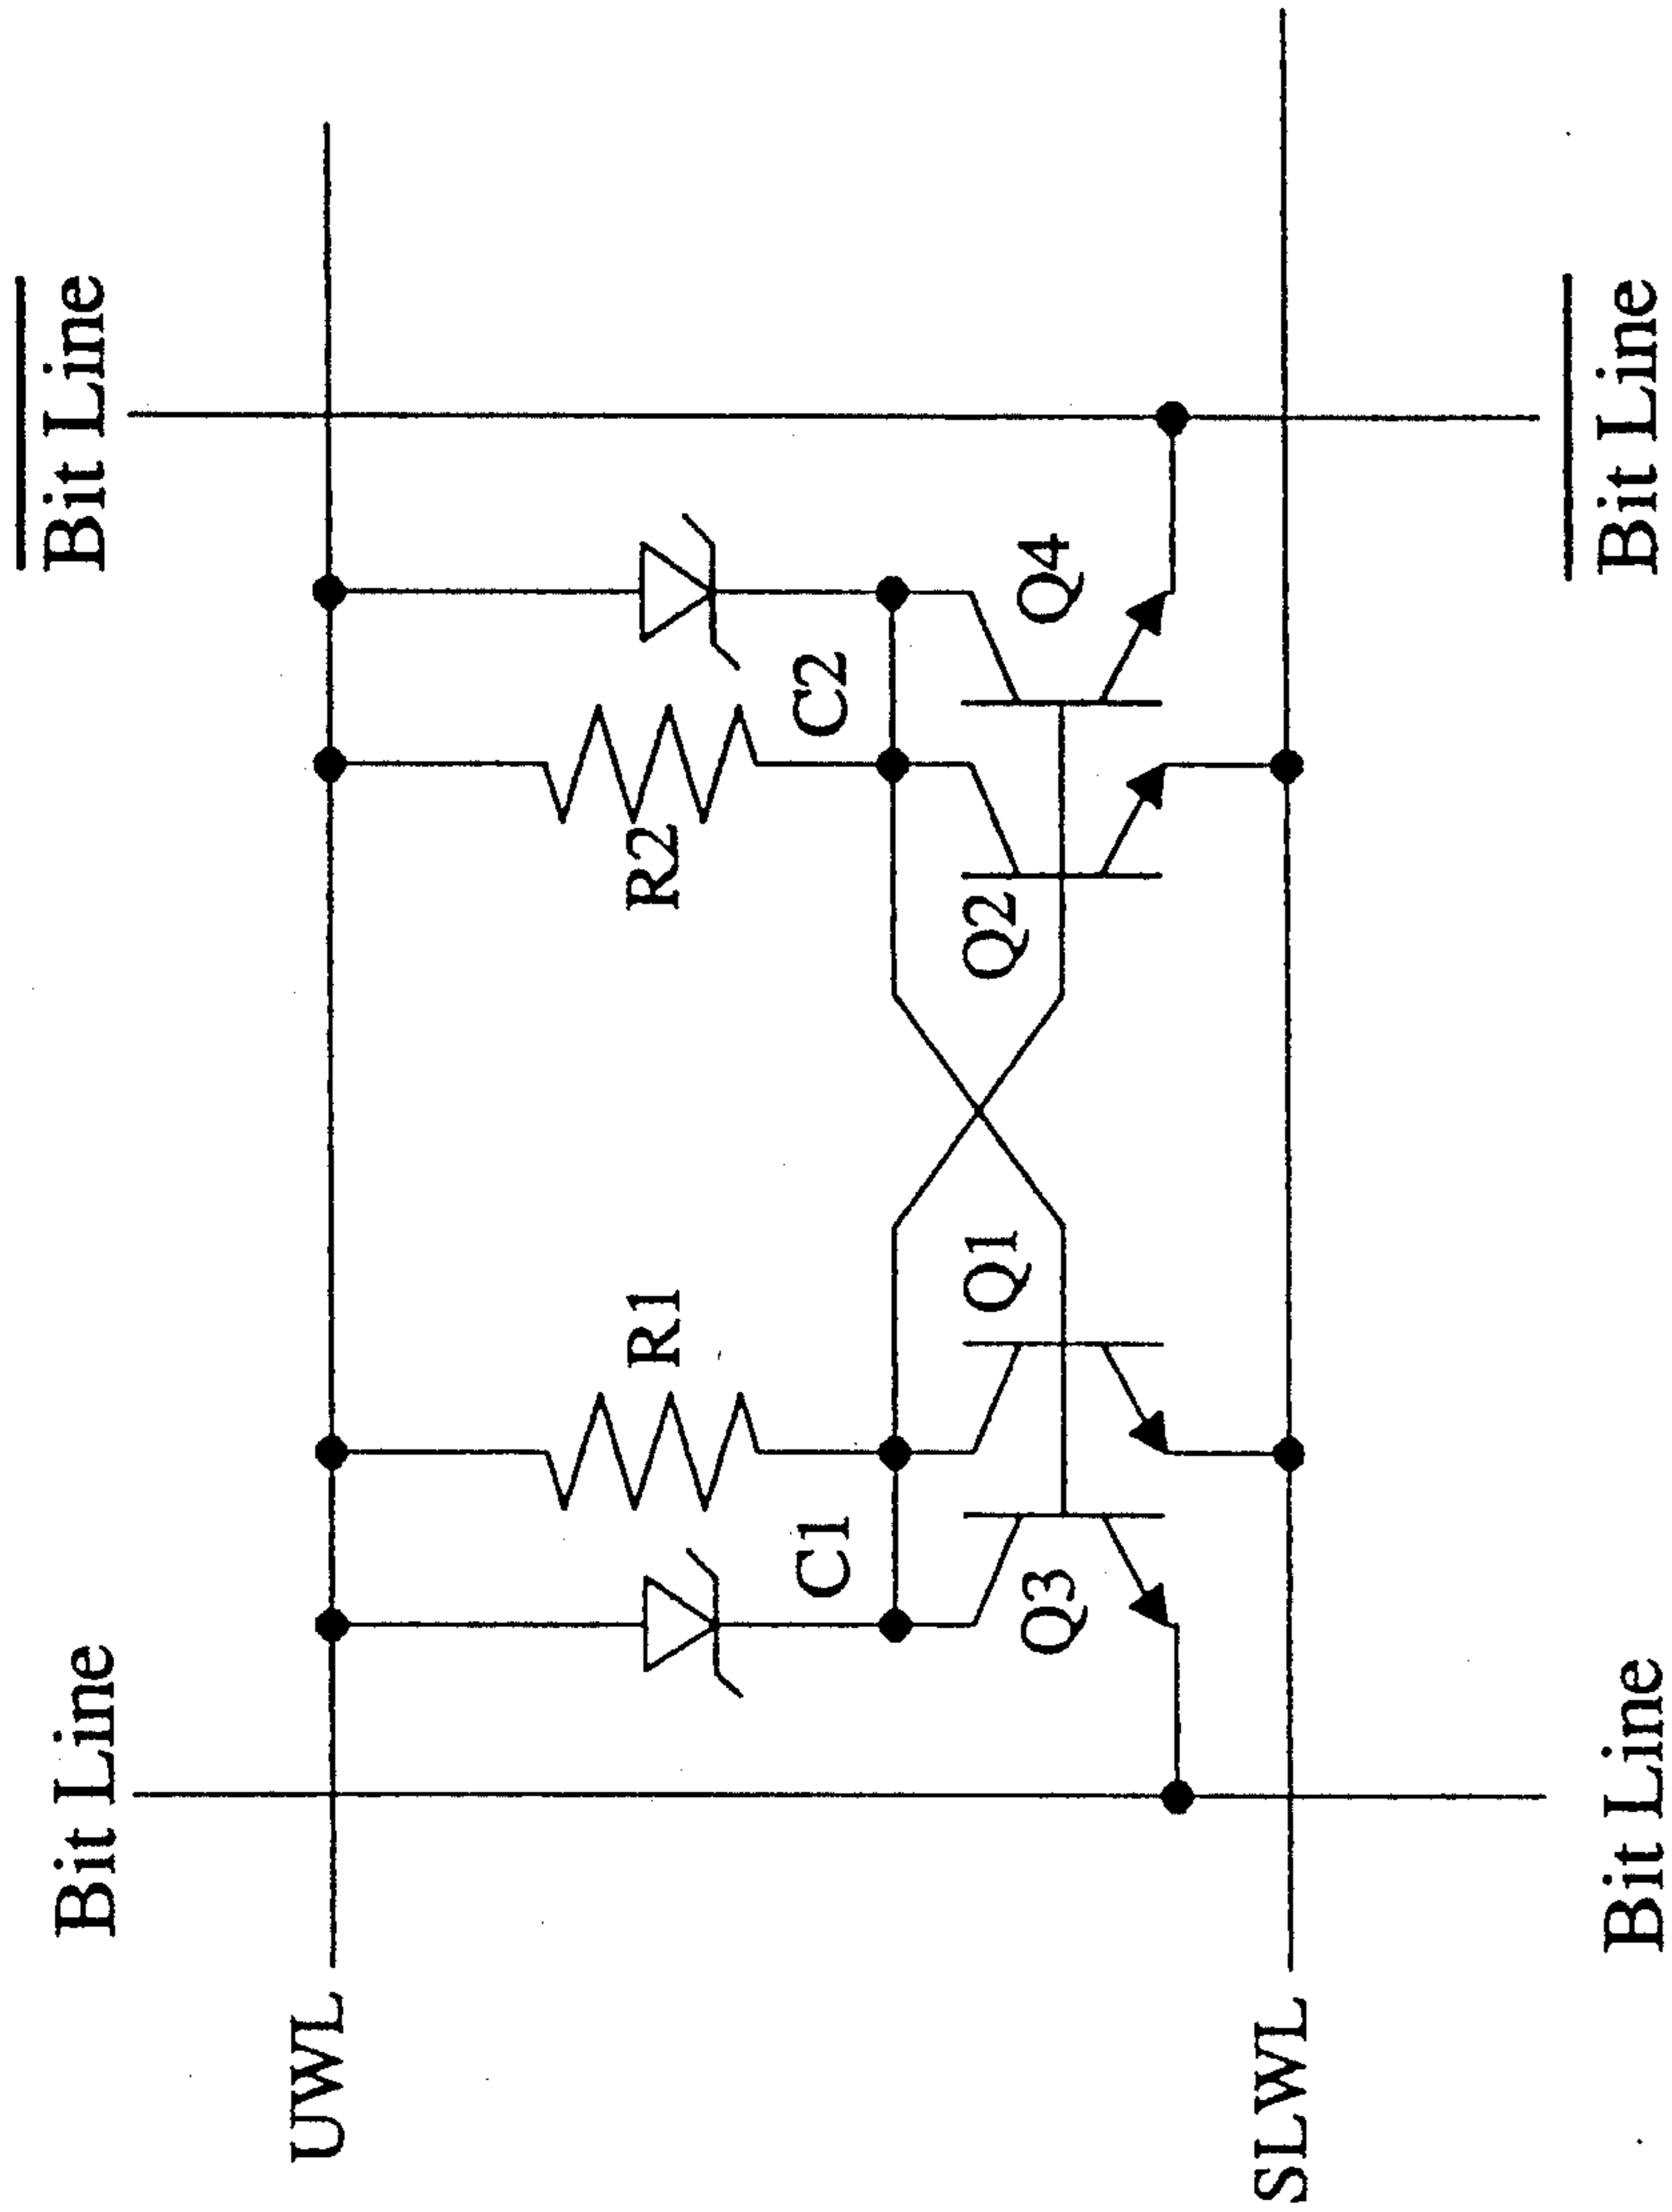 Bit Line
Bit Line
UWL
R1
R2
C1
C2
Q3
Q1
Q2
Q4
SLWL
Bit Line
Bit Line